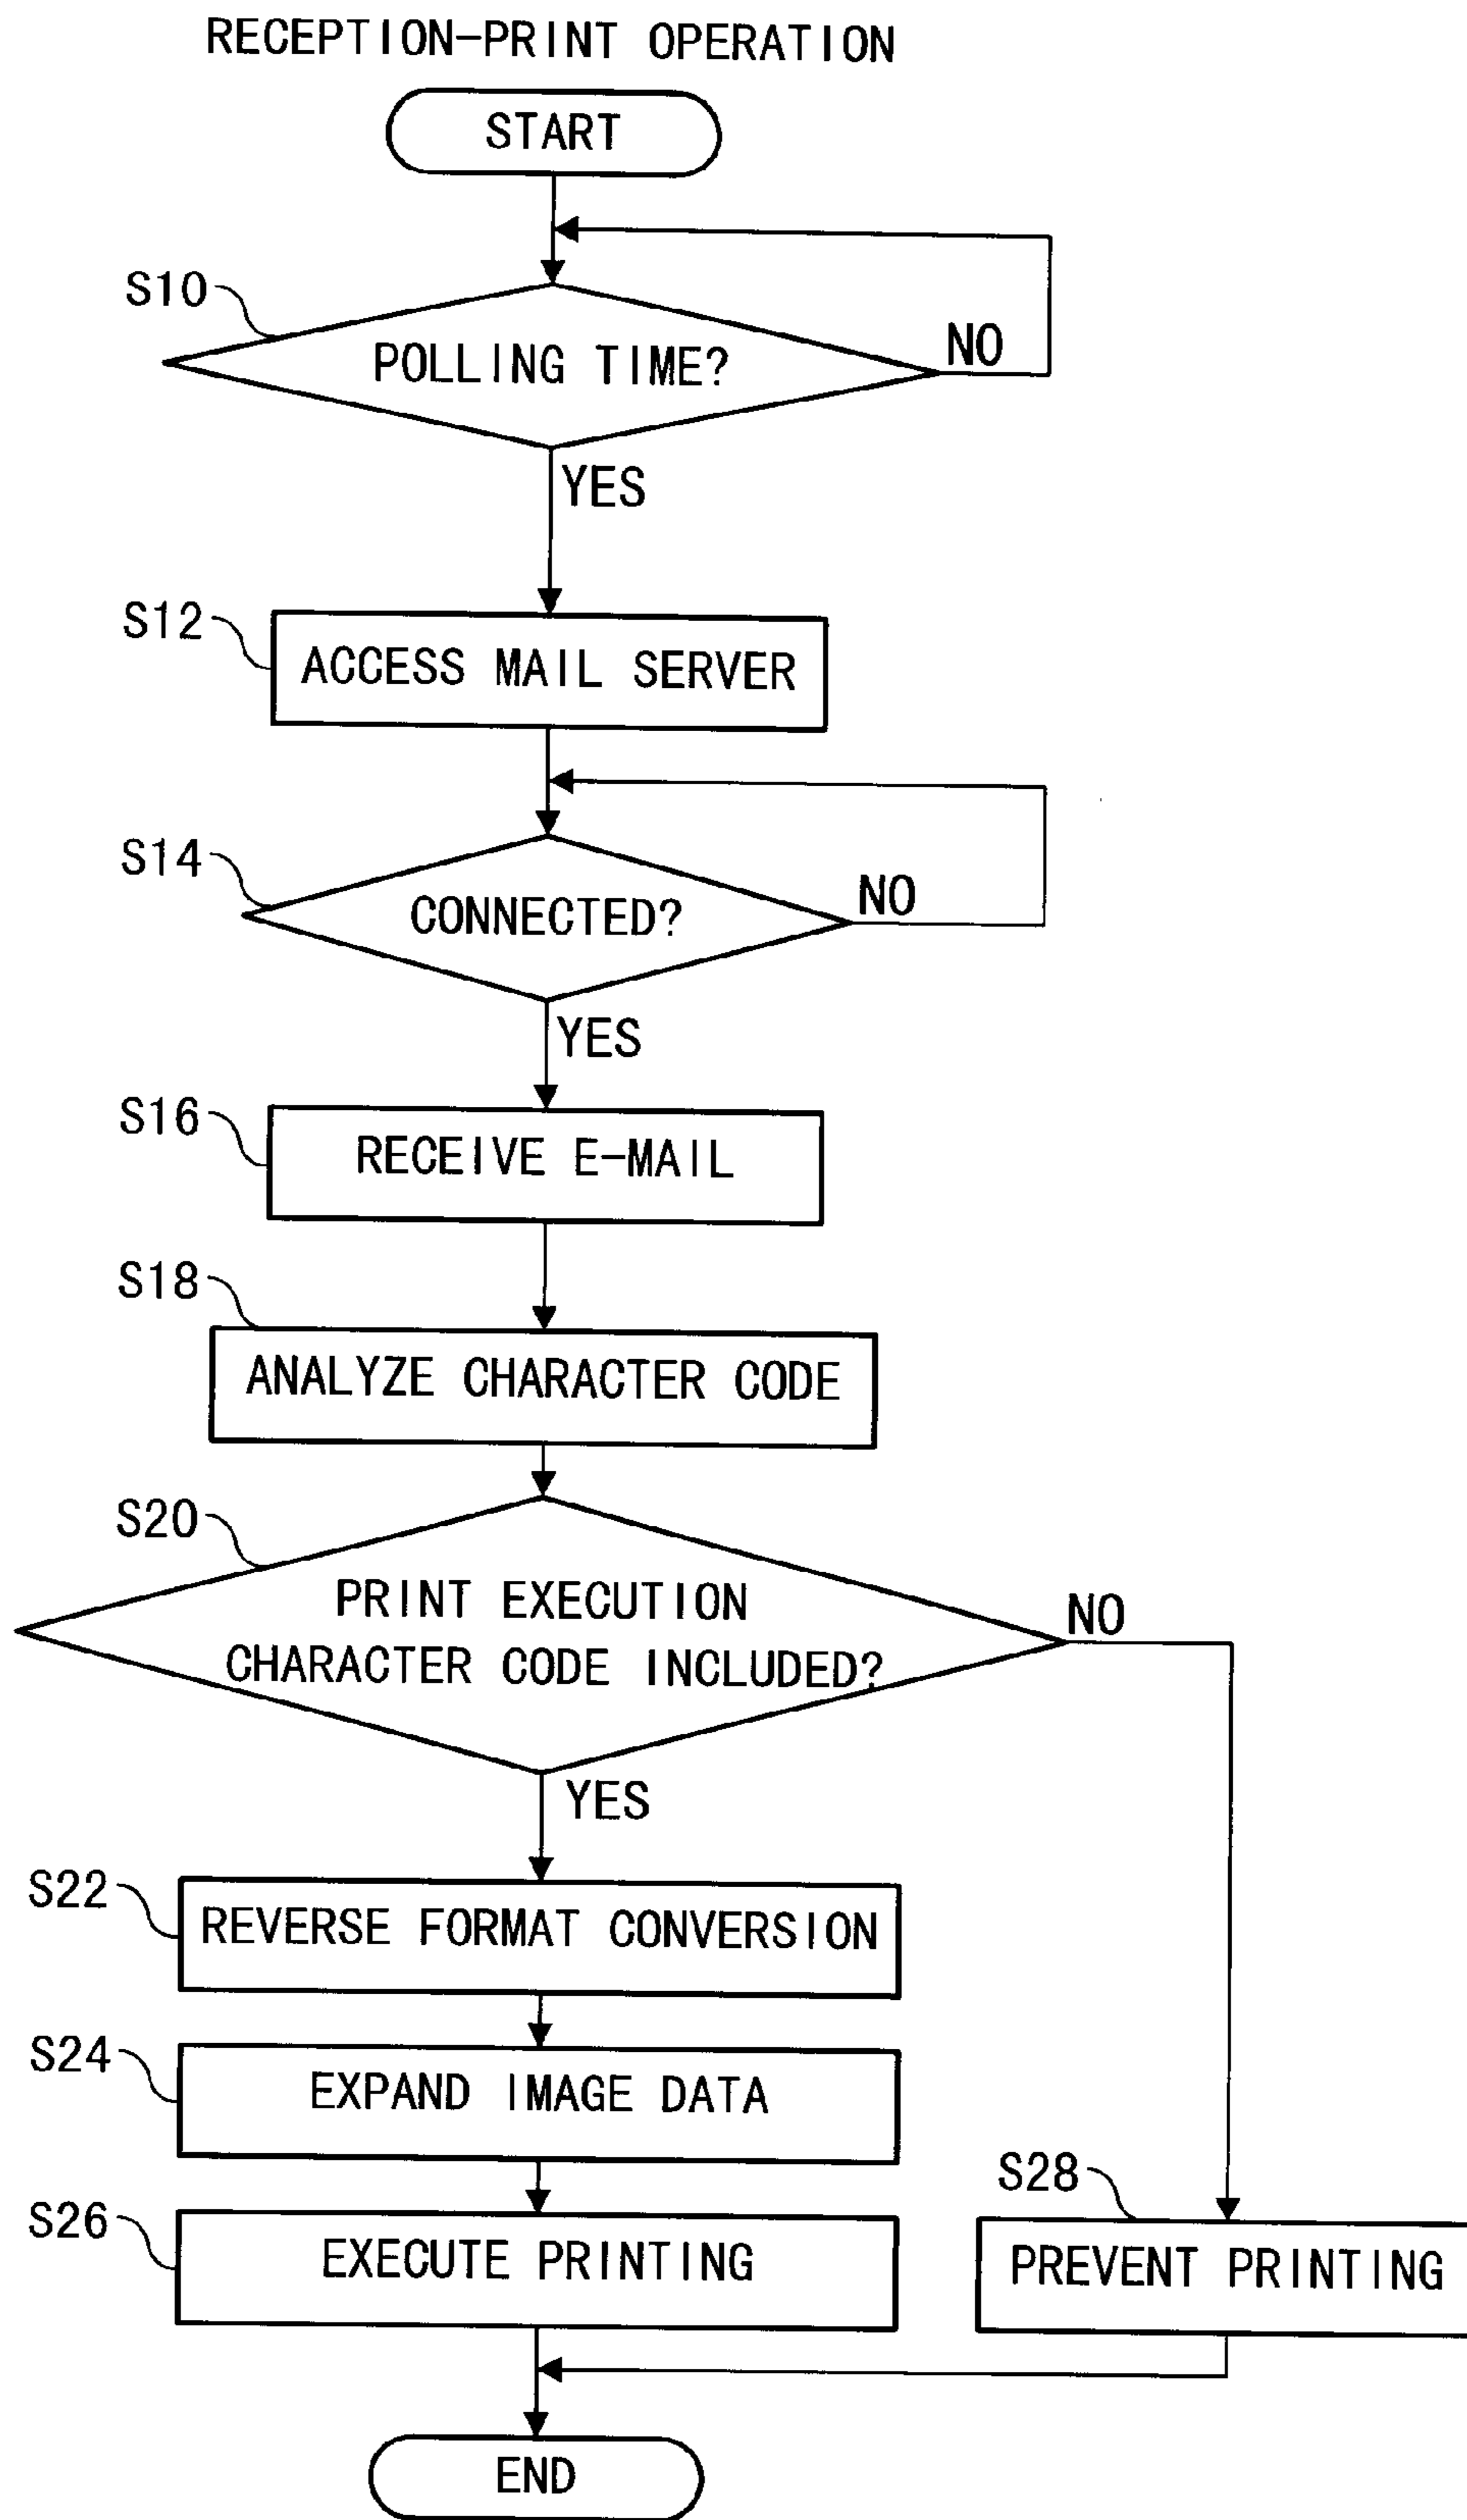 RECEPTION-PRINT OPERATION
START
S10
POLLING TIME?
NO
YES
S12
ACCESS MAIL SERVER
S14
CONNECTED?
NO
YES
S16
RECEIVE E-MAIL
S18
ANALYZE CHARACTER CODE
S20
PRINT EXECUTION
CHARACTER CODE INCLUDED?
NO
YES
S22
REVERSE FORMAT CONVERSION
S24
EXPAND IMAGE DATA
S26
EXECUTE PRINTING
S28
PREVENT PRINTING
END